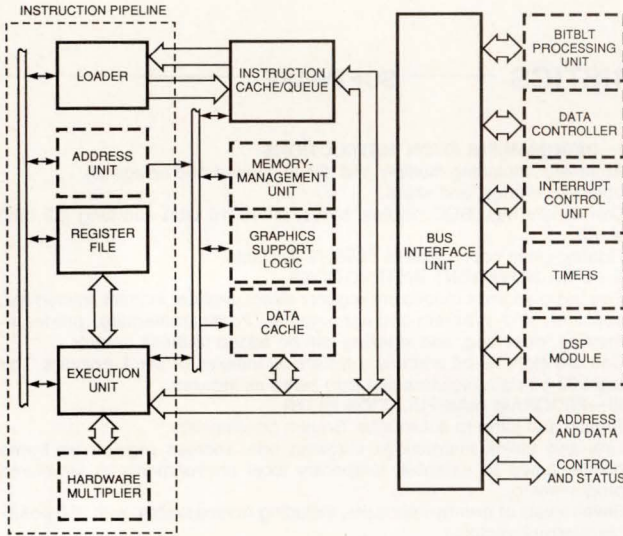 INSTRUCTION PIPELINE
LOADER
ADDRESS
UNIT
REGISTER
FILE
EXECUTION
UNIT
HARDWARE
MULTIPLIER
INSTRUCTION
CACHE/QUEUE
MEMORY-
MANAGEMENT
UNIT
GRAPHICS
SUPPORT
LOGIC
DATA
CACHE
BUS
INTERFACE
UNIT
BITBLT
PROCESSING
UNIT
DATA
CONTROLLER
INTERRUPT
CONTROL
UNIT
TIMERS
DSP
MODULE
ADDRESS
AND DATA
CONTROL
AND STATUS